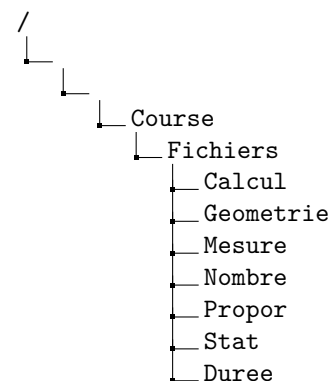 /
Course
Fichiers
Calcul
Geometrie
Mesure
Nombre
Propor
Stat
Duree